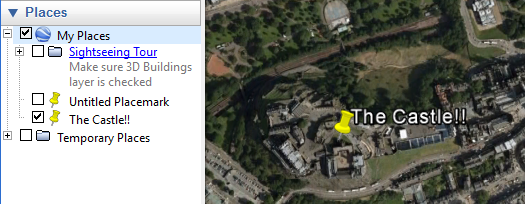 Places
My Places
Sightseeing Tour
Make sure 3D Buildings
layer is checked
Untitled Placemark
The Castle!!
Temporary Places
The Castle!!